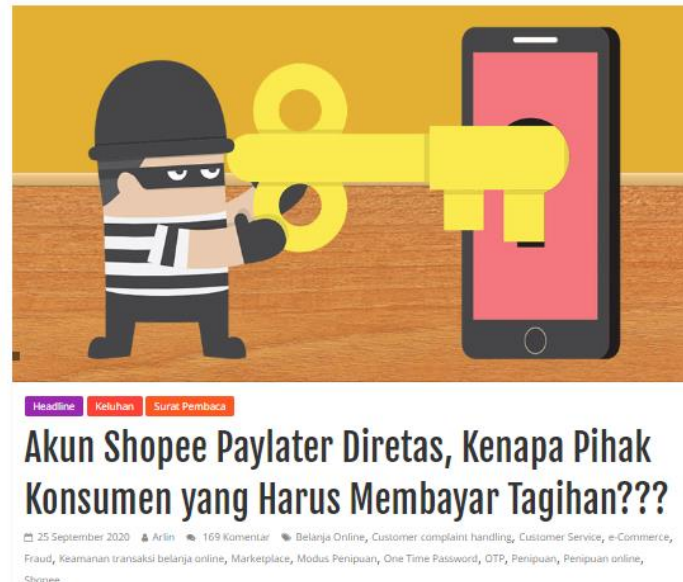 Headline Keluhan Surat Pembaca
Akun Shopee Paylater Diretas, Kenapa Pihak
Konsumen yang Harus Membayar Tagihan???
25 September 2020 Arlin 169 Komentar Belanja Online, Customer complaint handling, Customer Service, e-Commerce,
Fraud, Keamanan transaksi belanja online, Marketplace, Modus Penipuan, One Time Password, OTP, Penipuan, Penipuan online,
Shopee